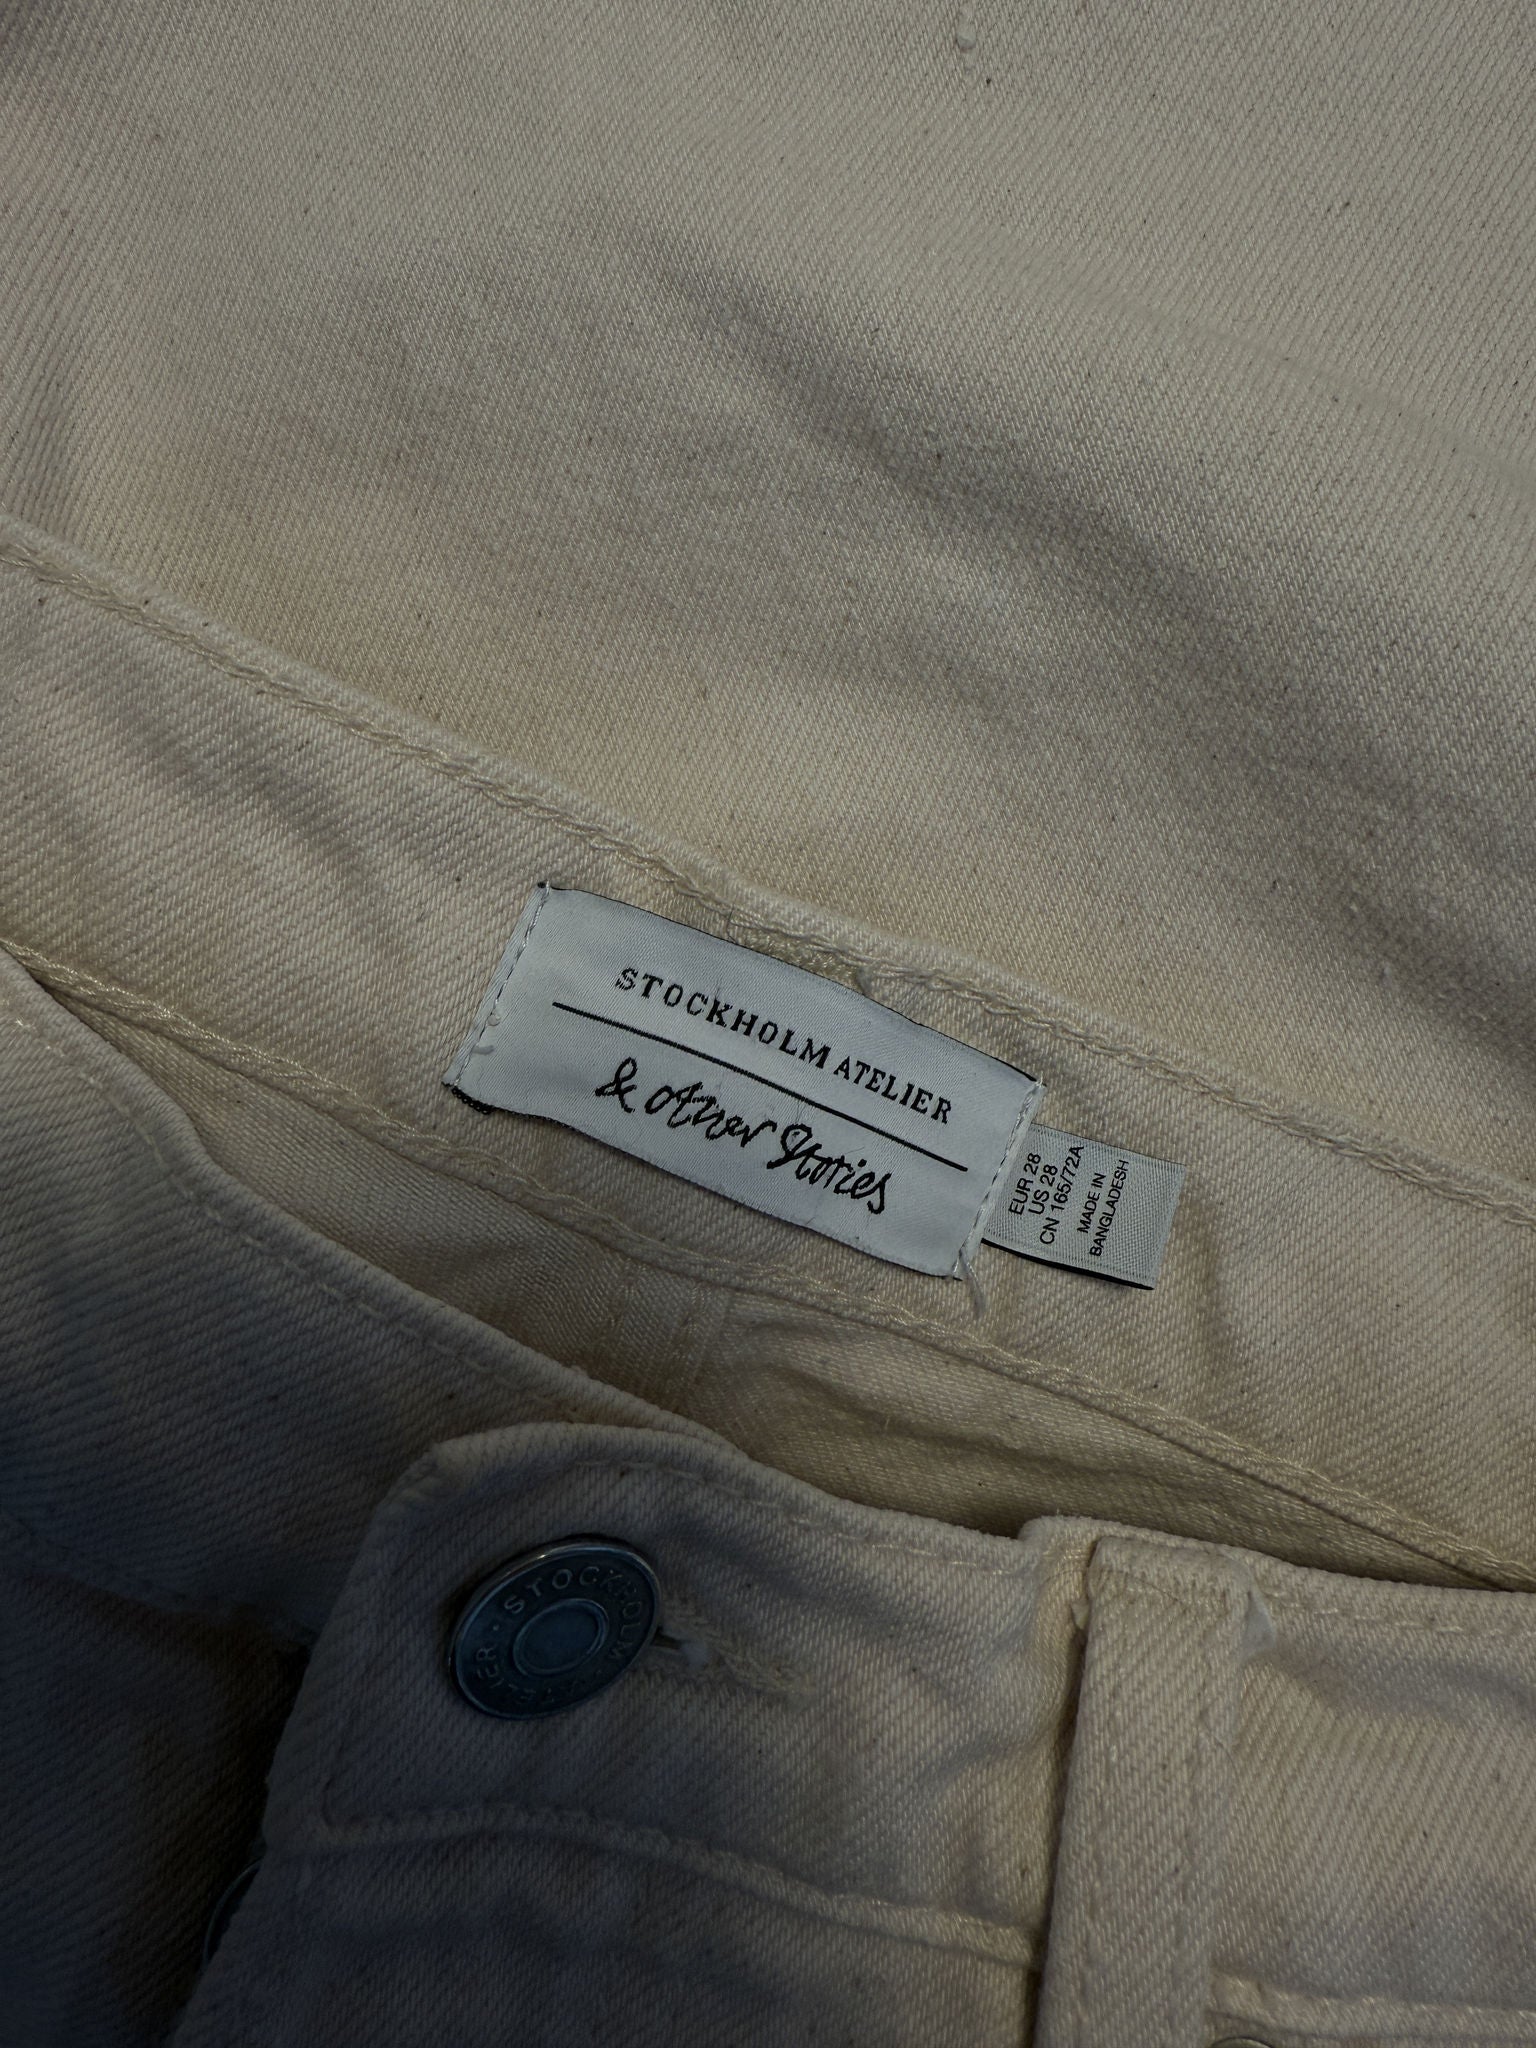 STOCKHOLM ATELIER
& Other Stories
EUR 28
US 28
CN 165/72A
MADE IN
BANGLADESH
STOCKHOLM · ATELIER ·